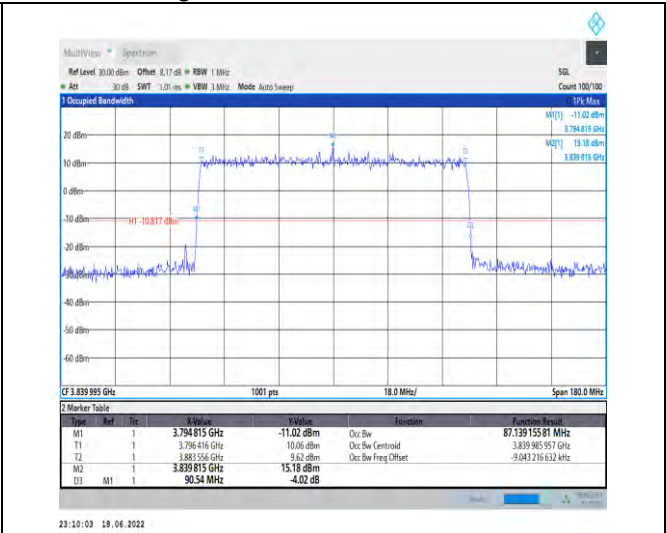 MultiView Spectrum
Ref Level 30.00 dBm Offset 8.17 dB RBW 1 MHz SGL
Att 30 dB SWT 1.01 ms VBW 3 MHz Mode Auto Sweep Count 100/100
1 Occupied Bandwidth 1Pk Max
M1[1] -11.02 dBm
3.794 815 GHz
20 dBm
M2[1] 15.18 dBm
3.839 815 GHz
M2
T1
T2
10 dBm
0 dBm
M1
-10 dBm
H1 -10.817 dBm
D3
-20 dBm
-30 dBm
-40 dBm
-50 dBm
-60 dBm
CF 3.839 995 GHz 1001 pts 18.0 MHz/ Span 180.0 MHz
2 Marker Table
Type Ref Trc X-Value Y-Value Function Function Result
M1 1 3.794 815 GHz -11.02 dBm Occ Bw 87.139 155 81 MHz
T1 1 3.796 416 GHz 10.06 dBm Occ Bw Centroid 3.839 985 957 GHz
T2 1 3.883 556 GHz 9.62 dBm Occ Bw Freq Offset -9.043 216 632 kHz
M2 1 3.839 815 GHz 15.18 dBm
D3 M1 1 90.54 MHz -4.02 dB
23:10:03 18.06.2022